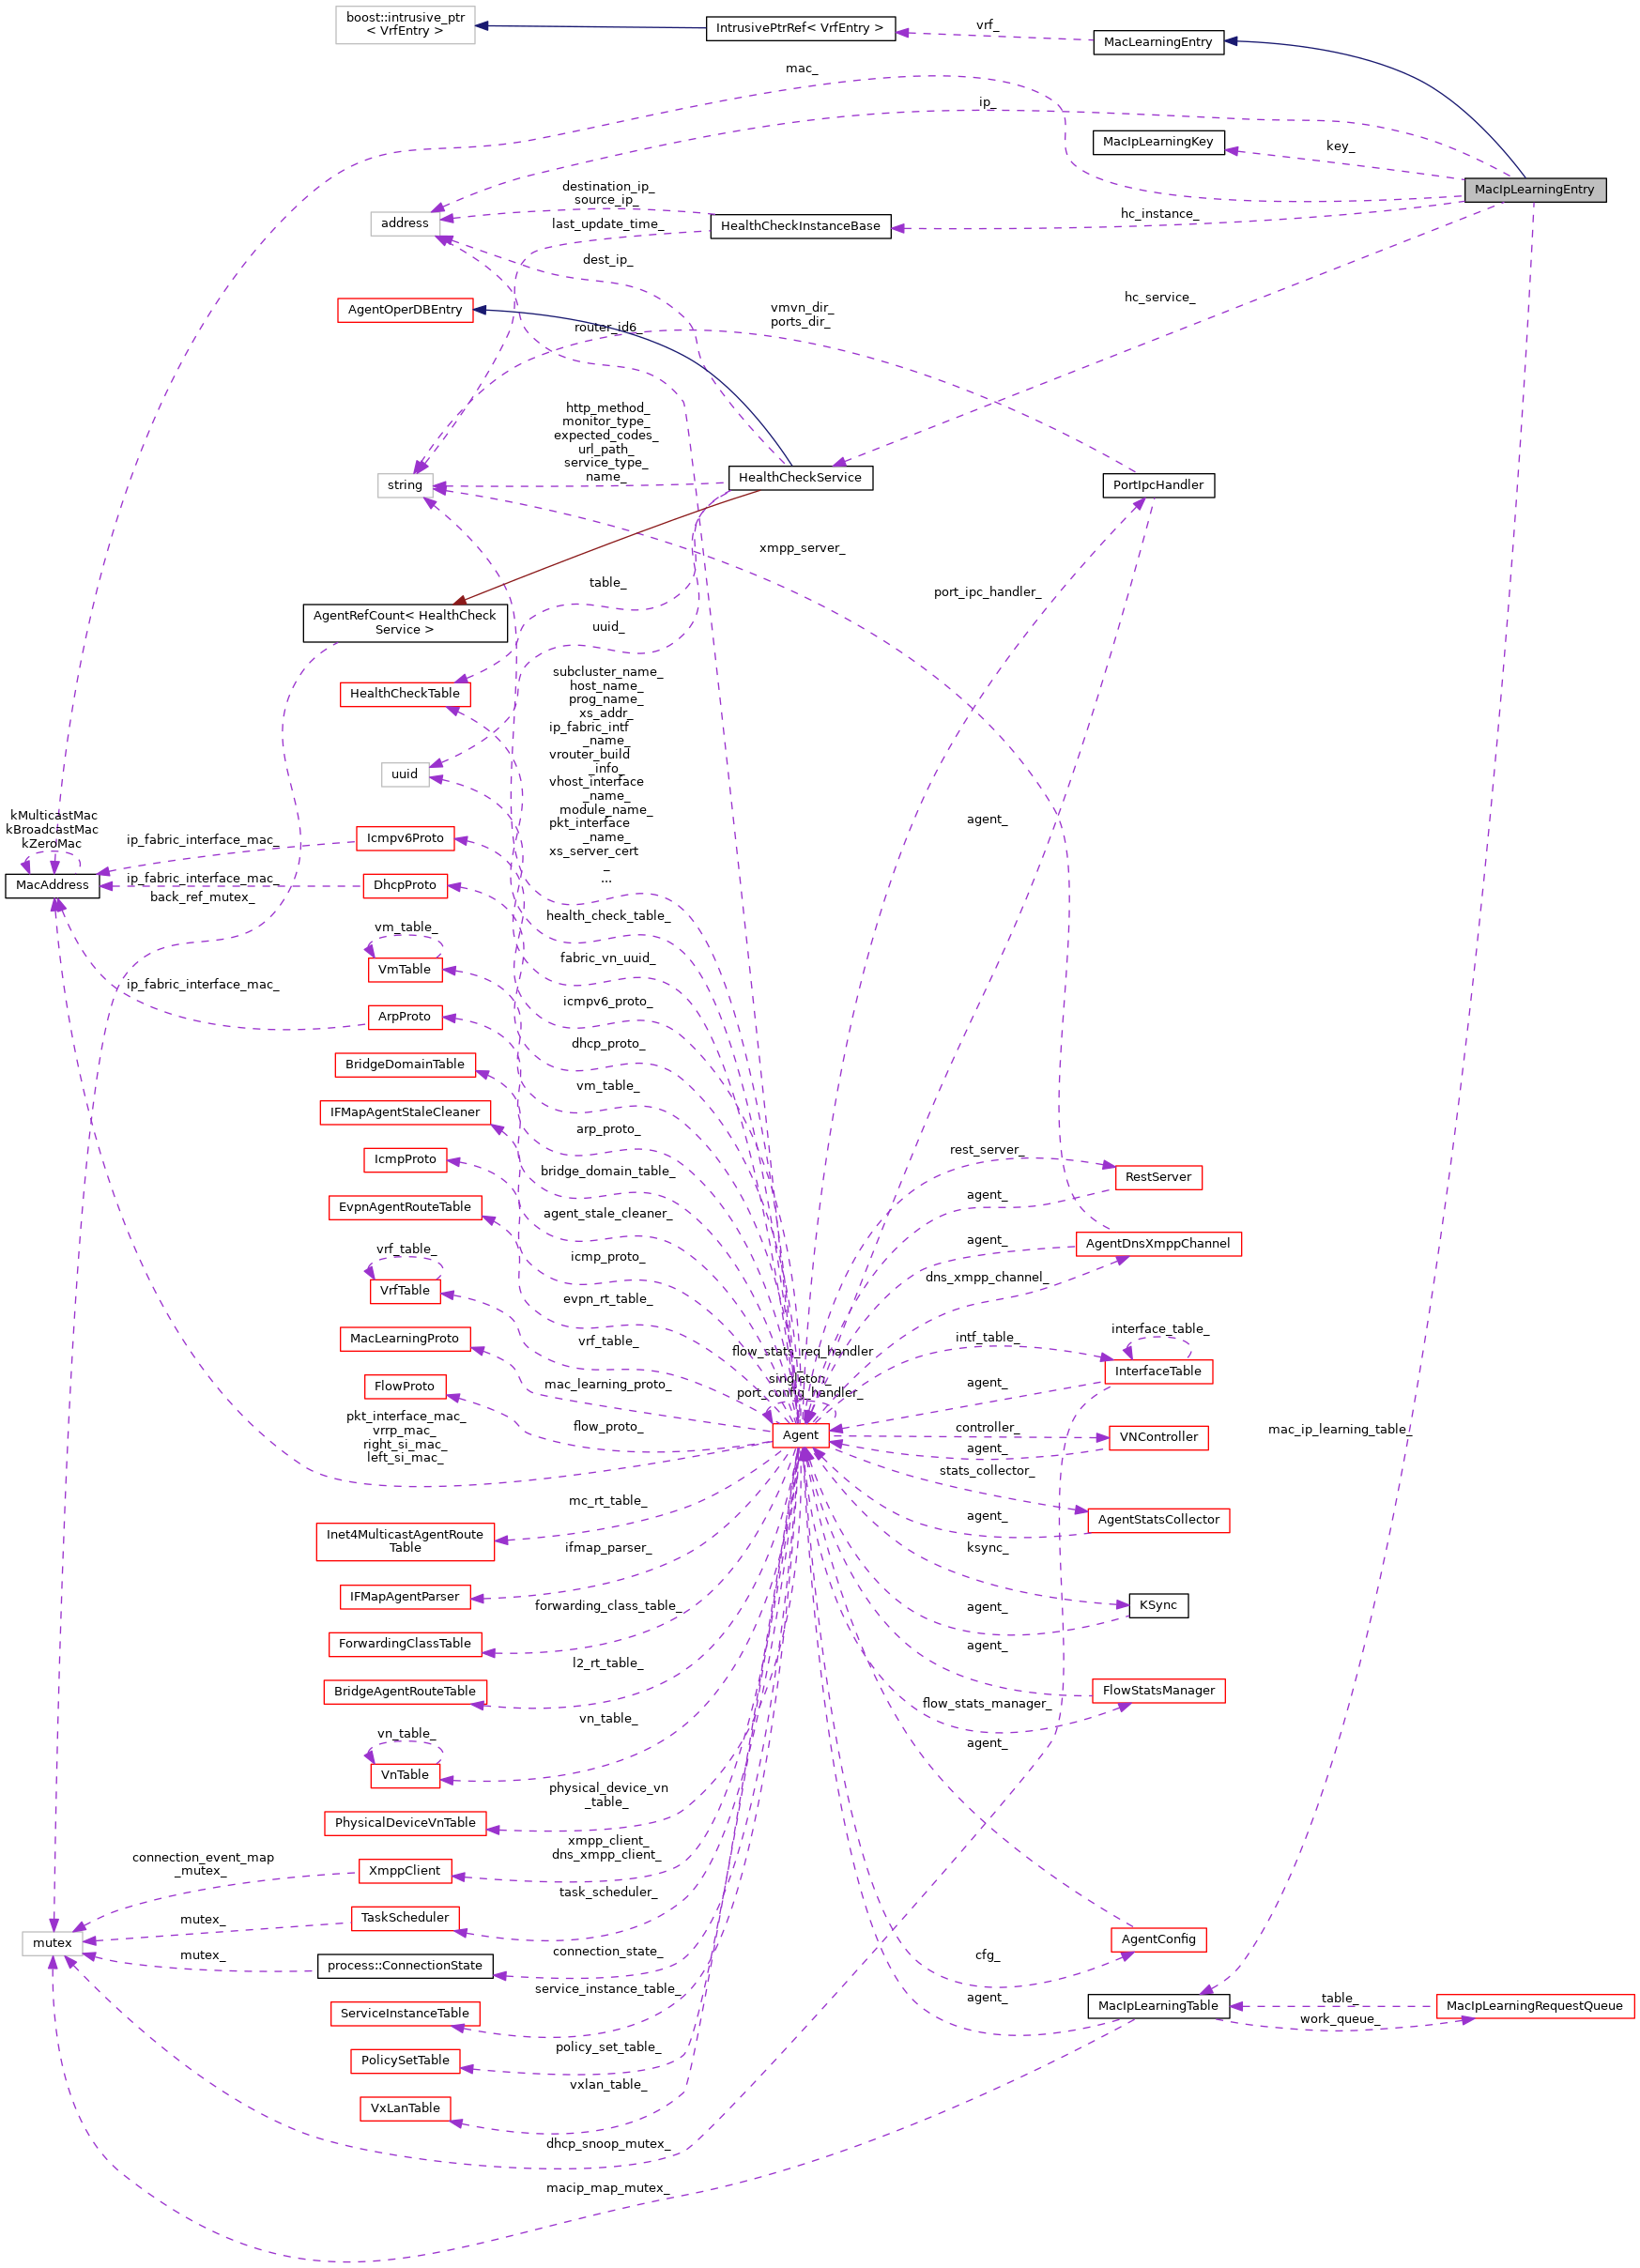 boost::intrusive_ptr
< VrfEntry >
IntrusivePtrRef< VrfEntry >
vrf_
MacLearningEntry
mac_
ip_
MacIpLearningKey
key_
MacIpLearningEntry
destination_ip_
source_ip_
address
last_update_time_
HealthCheckInstanceBase
hc_instance_
dest_ip_
hc_service_
AgentOperDBEntry
router_id6_
vmvn_dir_
ports_dir_
http_method_
monitor_type_
expected_codes_
url_path_
service_type_
name_
string
HealthCheckService
PortIpcHandler
xmpp_server_
table_
port_ipc_handler_
AgentRefCount< HealthCheck
Service >
uuid_
HealthCheckTable
subcluster_name_
host_name_
prog_name_
xs_addr_
ip_fabric_intf
_name_
vrouter_build
_info_
vhost_interface
_name_
module_name_
pkt_interface
_name_
xs_server_cert
_
...
uuid
agent_
kMulticastMac
kBroadcastMac
kZeroMac
ip_fabric_interface_mac_
Icmpv6Proto
MacAddress
ip_fabric_interface_mac_
DhcpProto
back_ref_mutex_
health_check_table_
vm_table_
VmTable
fabric_vn_uuid_
ip_fabric_interface_mac_
ArpProto
icmpv6_proto_
dhcp_proto_
BridgeDomainTable
vm_table_
IFMapAgentStaleCleaner
arp_proto_
IcmpProto
bridge_domain_table_
rest_server_
RestServer
EvpnAgentRouteTable
agent_stale_cleaner_
agent_
vrf_table_
VrfTable
icmp_proto_
agent_
AgentDnsXmppChannel
evpn_rt_table_
dns_xmpp_channel_
MacLearningProto
vrf_table_
intf_table_
interface_table_
flow_stats_req_handler
_
singleton_
port_config_handler_
InterfaceTable
FlowProto
mac_learning_proto_
agent_
pkt_interface_mac_
vrrp_mac_
right_si_mac_
left_si_mac_
flow_proto_
Agent
controller_
VNController
agent_
mac_ip_learning_table_
stats_collector_
mc_rt_table_
agent_
AgentStatsCollector
Inet4MulticastAgentRoute
Table
ifmap_parser_
ksync_
IFMapAgentParser
forwarding_class_table_
agent_
KSync
ForwardingClassTable
l2_rt_table_
agent_
BridgeAgentRouteTable
vn_table_
flow_stats_manager_
FlowStatsManager
vn_table_
VnTable
agent_
physical_device_vn
_table_
PhysicalDeviceVnTable
xmpp_client_
dns_xmpp_client_
connection_event_map
_mutex_
XmppClient
task_scheduler_
mutex_
TaskScheduler
mutex
mutex_
process::ConnectionState
connection_state_
cfg_
AgentConfig
service_instance_table_
agent_
ServiceInstanceTable
MacIpLearningTable
table_
work_queue_
MacIpLearningRequestQueue
policy_set_table_
PolicySetTable
vxlan_table_
VxLanTable
dhcp_snoop_mutex_
macip_map_mutex_